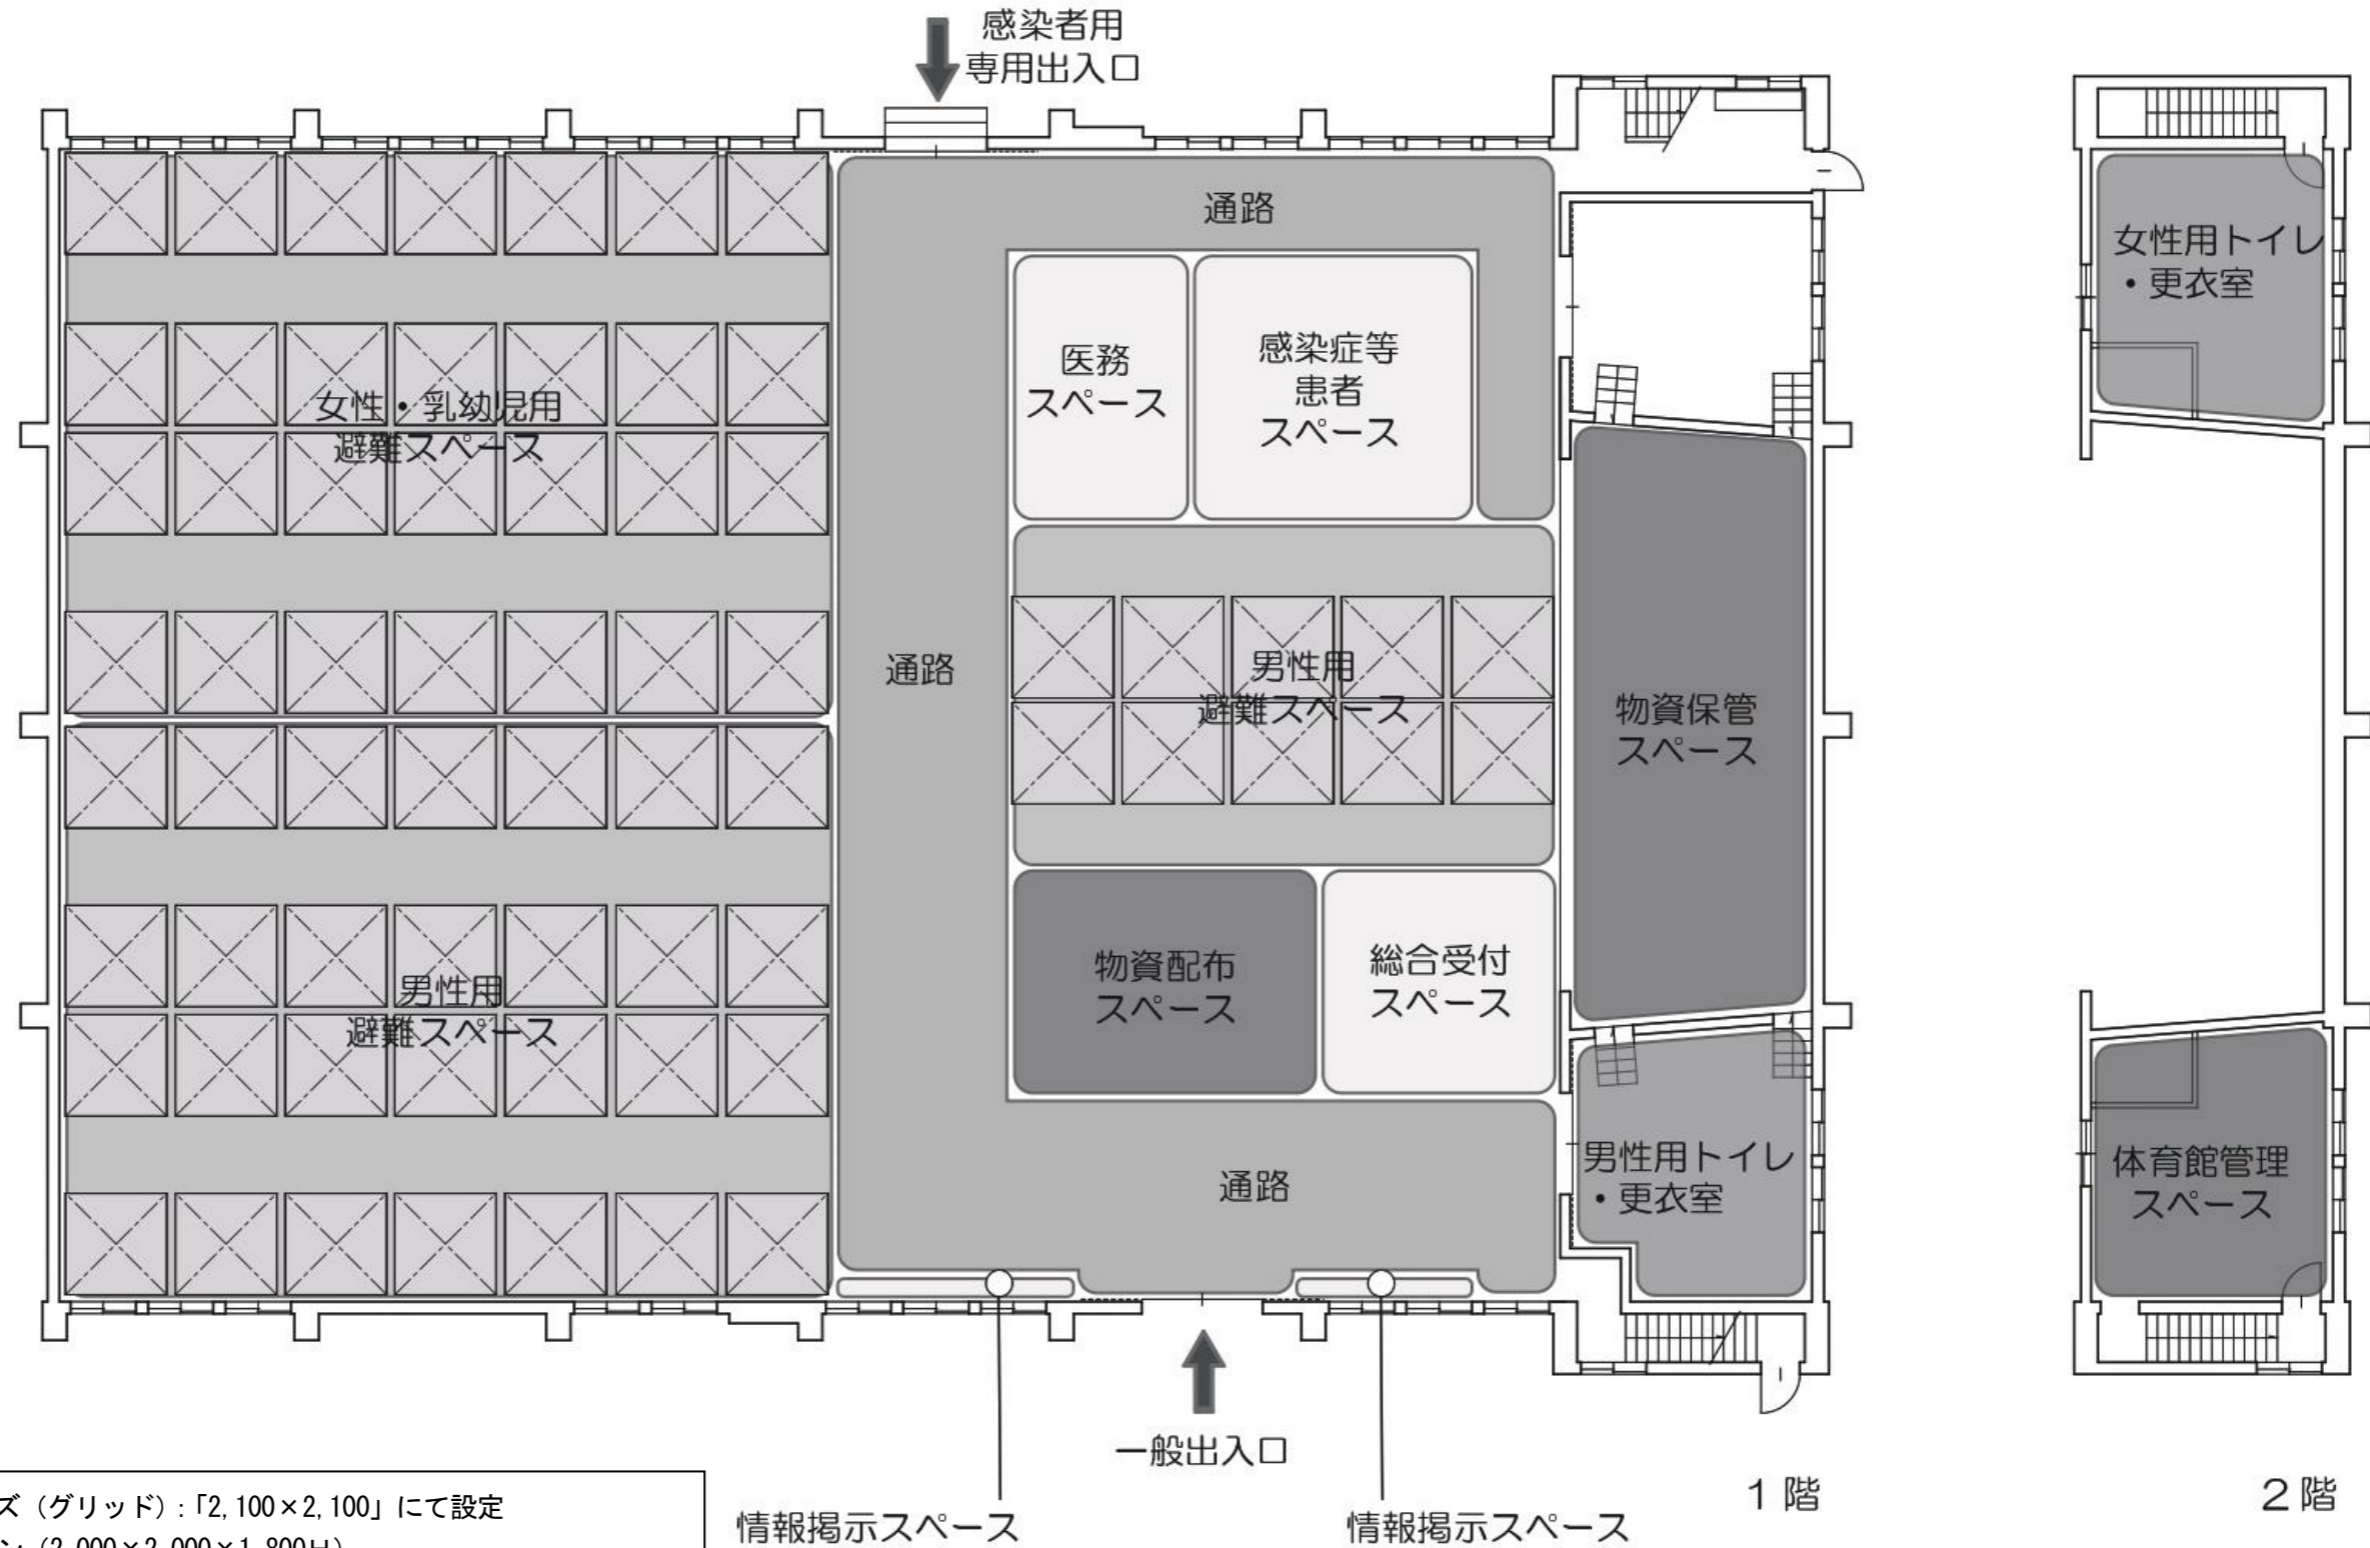 感染者用
専用出入口
通路
医務
スペース
感染症等
患者
スペース
女性用トイレ
・更衣室
女性・乳幼児用
避難スペース
通路
男性用
避難スペース
物資保管
スペース
男性用
避難スペース
物資配布
スペース
総合受付
スペース
通路
男性用トイレ
・更衣室
体育館管理
スペース
一般出入口
1階
2階
情報掲示スペース
情報掲示スペース
ズ（グリッド）:「2,100×2,100」にて設定
ン（2,000×2,000×1,800H）